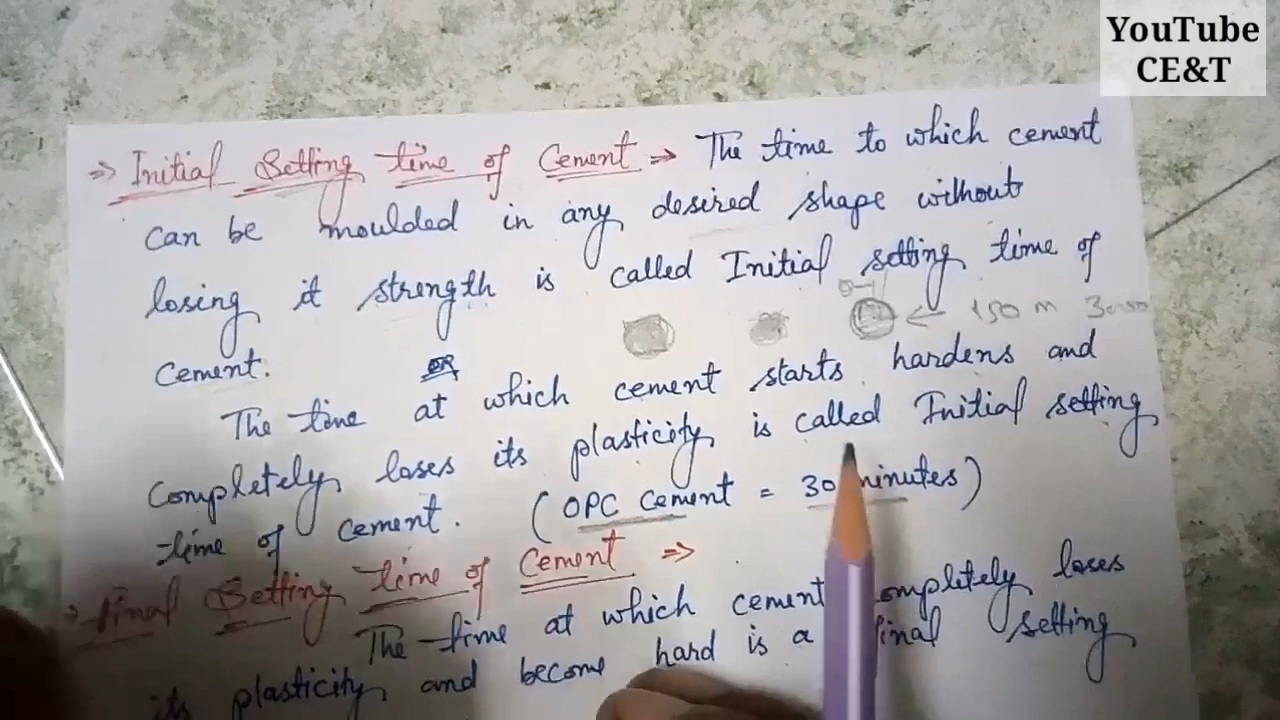 YouTube
CE&T
⇒ Initial Setting time of Cement ⇒ The time to which cement
can be moulded in any desired shape without
losing it strength is called Initial setting time of
cement.
OR
The time at which cement starts hardens and
completely loses its plasticity is called Initial setting
time of cement. (OPC Cement = 30 minutes)
⇒ Final Setting time of Cement ⇒
The time at which cement completely loses
its plasticity and become hard is a final setting